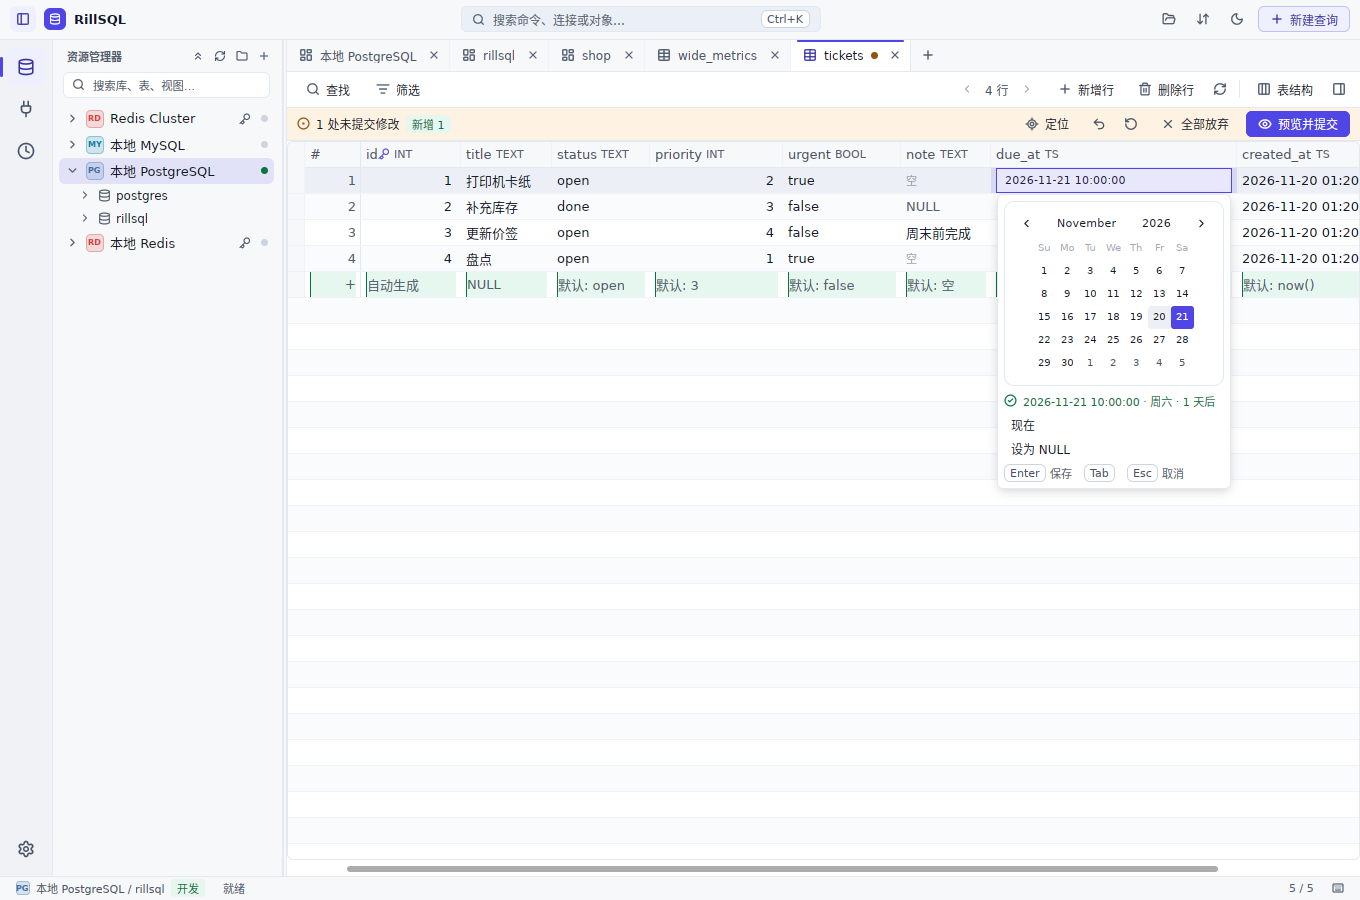 RillSQL
搜索命令、连接或对象...
Ctrl+K
新建查询
资源管理器
搜索库、表、视图...
RD Redis Cluster
MY 本地 MySQL
PG 本地 PostgreSQL
postgres
rillsql
RD 本地 Redis
本地 PostgreSQL
rillsql
shop
wide_metrics
tickets
查找
筛选
4 行
新增行
删除行
表结构
1 处未提交修改 新增 1
定位
全部放弃
预览并提交
# id INT title TEXT status TEXT priority INT urgent BOOL note TEXT due_at TS created_at TS
1 1 打印机卡纸 open 2 true 空 2026-11-21 10:00:00 2026-11-20 01:20
2 2 补充库存 done 3 false NULL 2026-11-20 01:20
3 3 更新价签 open 4 false 周末前完成 2026-11-20 01:20
4 4 盘点 open 1 true 空 2026-11-20 01:20
+ 自动生成 NULL 默认: open 默认: 3 默认: false 默认: 空 默认: now()
November 2026
Su Mo Tu We Th Fr Sa
1 2 3 4 5 6 7
8 9 10 11 12 13 14
15 16 17 18 19 20 21
22 23 24 25 26 27 28
29 30 1 2 3 4 5
2026-11-21 10:00:00 · 周六 · 1 天后
现在
设为 NULL
Enter 保存 Tab Esc 取消
PG 本地 PostgreSQL / rillsql 开发 就绪
5 / 5